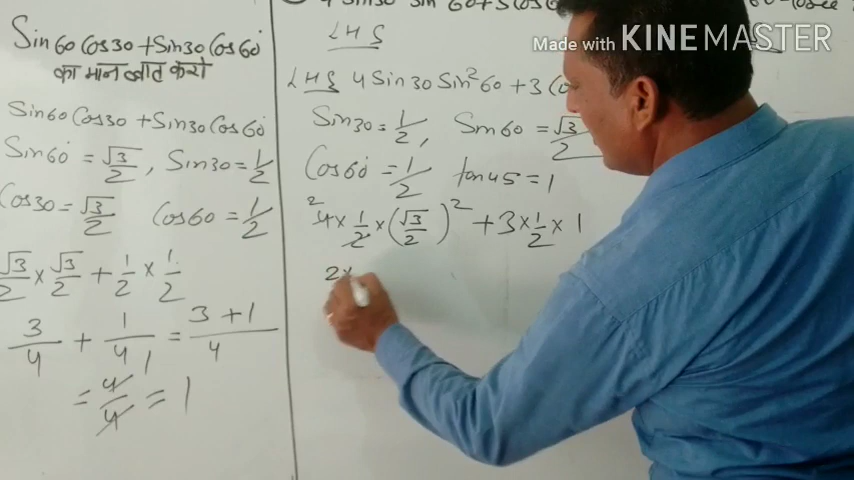 Sin60 Cos30 + Sin30 Cos60
का मान ज्ञात करो
Sin60 Cos30 + Sin30 Cos60
Sin60 = √3/2, Sin30 = 1/2
Cos30 = √3/2 Cos60 = 1/2
√3/2 × √3/2 + 1/2 × 1/2
3/4 + 1/4 = 3+1/4
= 4/4 = 1
LHS
LHS 4 Sin30 Sin²60 + 3
Sin30 = 1/2, Sin60 = √3/2
Cos60 = 1/2 tan45 = 1
2
4 × 1/2 × (√3/2)² + 3 × 1/2 × 1
2×
Made with KINEMASTER